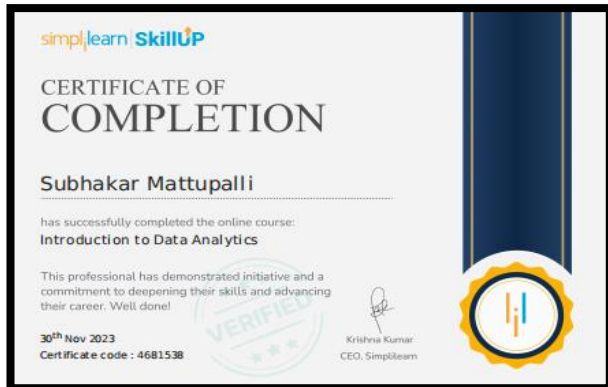 simplilearn SkillUP
CERTIFICATE OF
COMPLETION
Subhakar Mattupalli
has successfully completed the online course:
Introduction to Data Analytics
This professional has demonstrated initiative and a
commitment to deepening their skills and advancing
their career. Well done!
VERIFIED
30th Nov 2023
Certificate code : 4681538
Krishna Kumar
CEO, Simplilearn